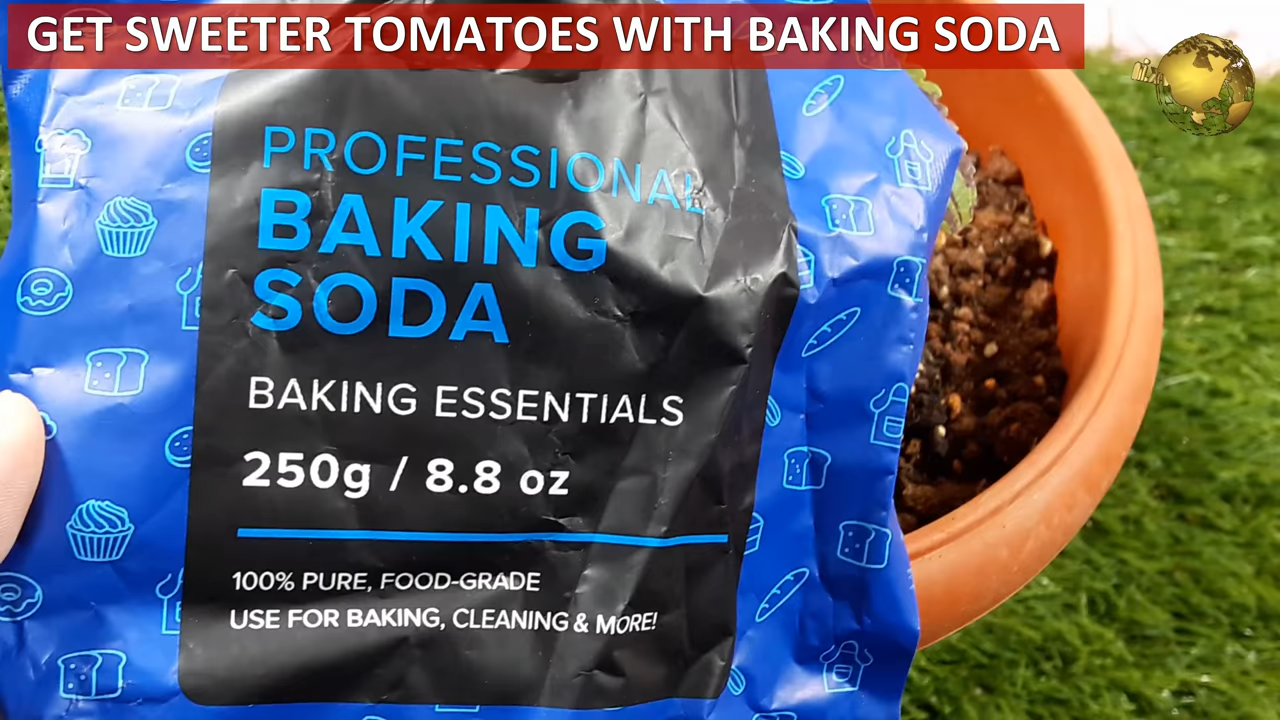 GET SWEETER TOMATOES WITH BAKING SODA
PROFESSIONAL
BAKING
SODA
BAKING ESSENTIALS
250g / 8.8 oz
100% PURE, FOOD-GRADE
USE FOR BAKING, CLEANING & MORE!